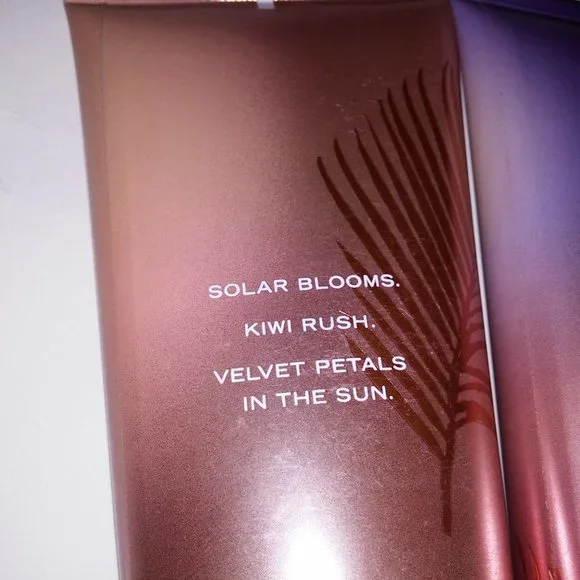 SOLAR BLOOMS.
KIWI RUSH.
VELVET PETALS
IN THE SUN.